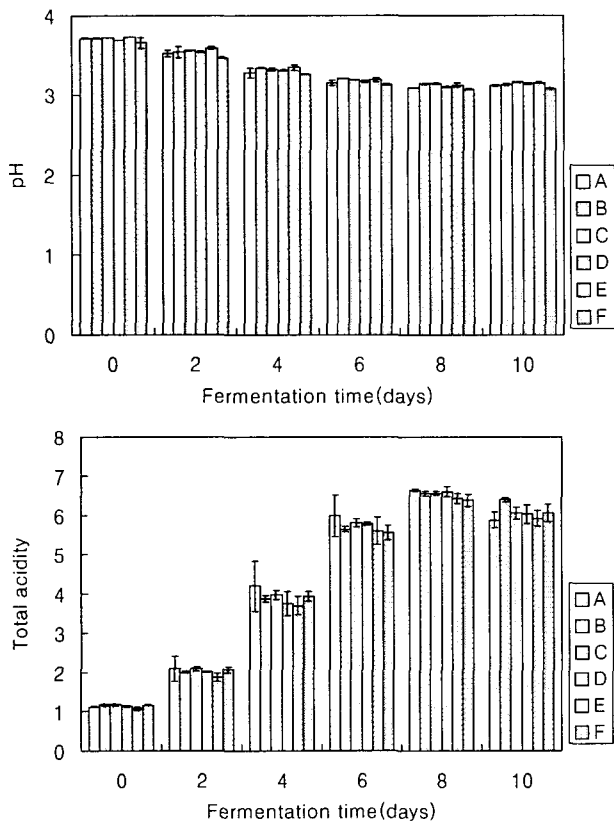 4
3
2
1
0
pH
0 2 4 6 8 10
Fermentation time(days)
A
B
C
D
E
F
8
7
6
5
4
3
2
1
0
Total acidity
0 2 4 6 8 10
Fermentation time(days)
A
B
C
D
E
F